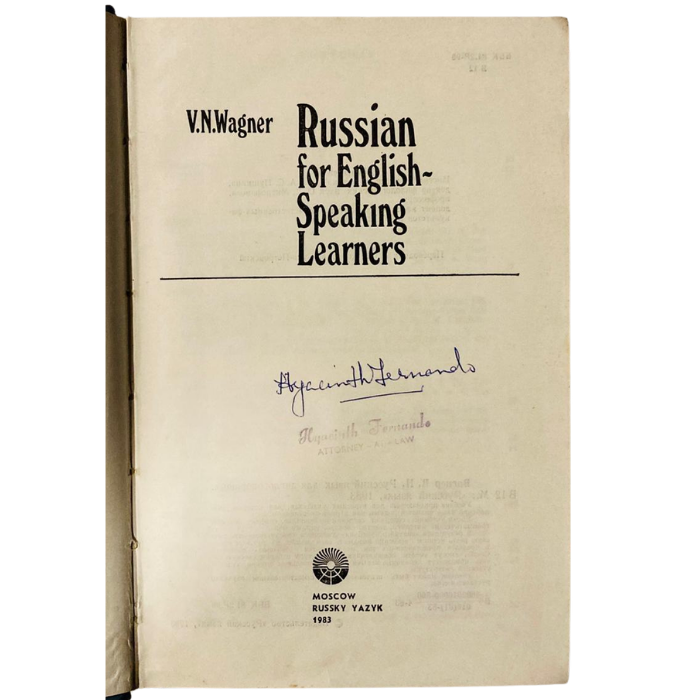 V.N.Wagner
Russian
for English-
Speaking
Learners
Hyacinth Fernando
Hyacinth Fernando
ATTORNEY - AT-LAW
MOSCOW
RUSSKY YAZYK
1983